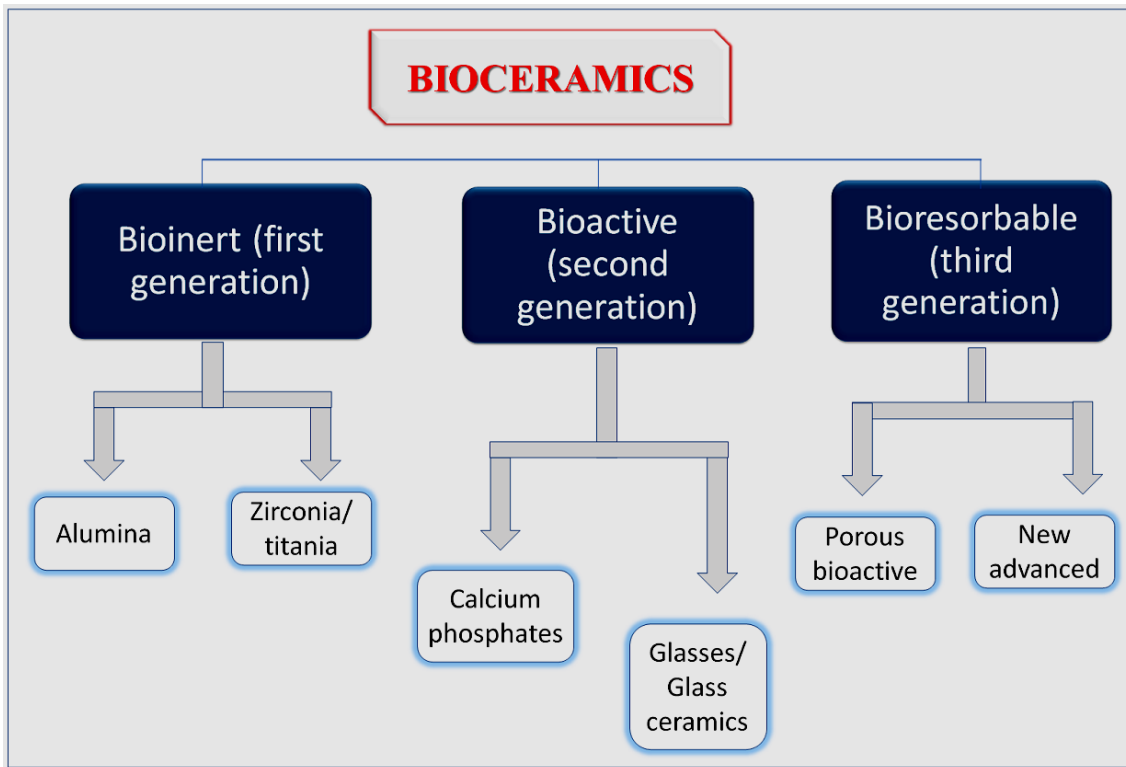 BIOCERAMICS
Bioinert (first
generation)
Bioactive
(second
generation)
Bioresorbable
(third
generation)
Alumina
Zirconia/
titania
Calcium
phosphates
Glasses/
Glass
ceramics
Porous
bioactive
New
advanced